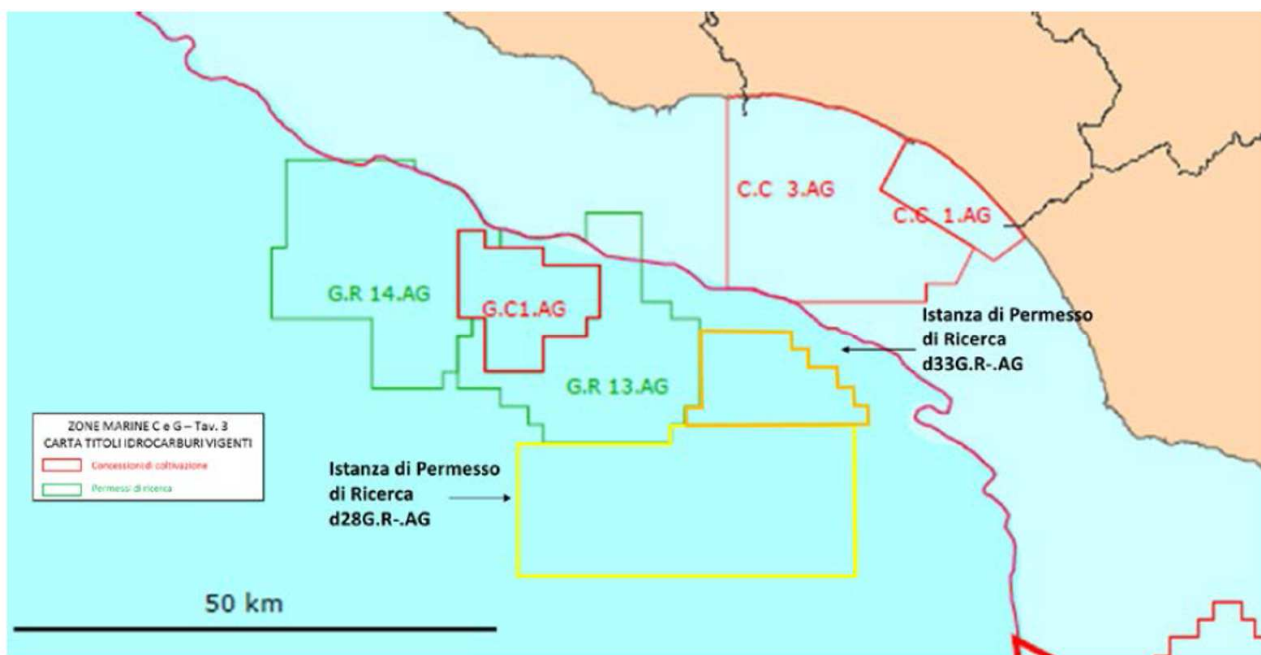 C.C 3.AG
C.C 1.AG
G.R 14.AG
G.C1.AG
Istanza di Permesso
di Ricerca
d33G.R-.AG
G.R 13.AG
ZONE MARINE C e G – Tav. 3
CARTA TITOLI IDROCARBURI VIGENTI
Concessioni di coltivazione
Permessi di ricerca
Istanza di Permesso
di Ricerca
d28G.R-.AG
50 km